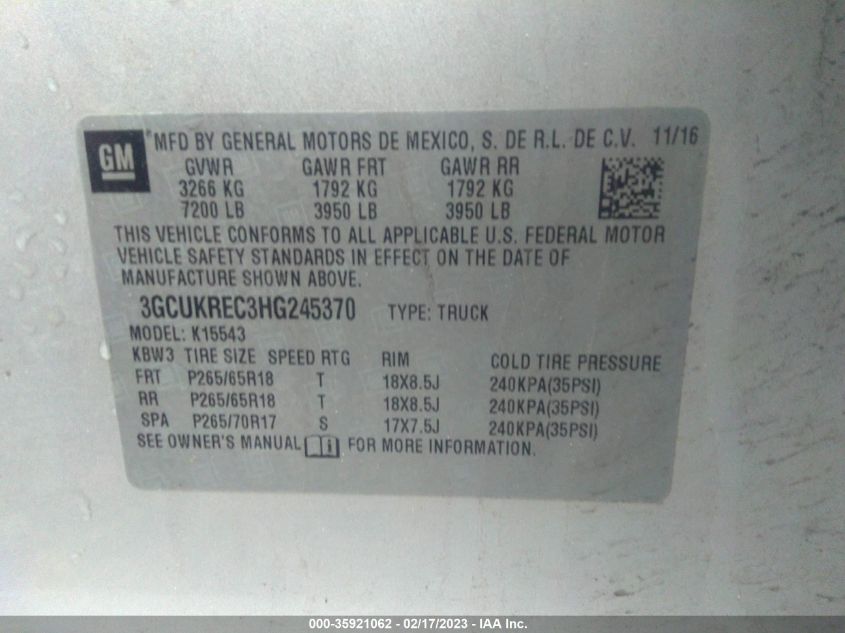 GM
*MFD BY GENERAL MOTORS DE MEXICO, S. DE R.L. DE C.V. 11/16
GVWR GAWR FRT GAWR RR
3266 KG 1792 KG 1792 KG
7200 LB 3950 LB 3950 LB
THIS VEHICLE CONFORMS TO ALL APPLICABLE U.S. FEDERAL MOTOR
VEHICLE SAFETY STANDARDS IN EFFECT ON THE DATE OF
MANUFACTURE SHOWN ABOVE.
3GCUKREC3HG245370 TYPE: TRUCK
MODEL: K15543
KBW3 TIRE SIZE SPEED RTG RIM COLD TIRE PRESSURE
FRT P265/65R18 T 18X8.5J 240KPA(35PSI)
RR P265/65R18 T 18X8.5J 240KPA(35PSI)
SPA P265/70R17 S 17X7.5J 240KPA(35PSI)
SEE OWNER'S MANUAL i FOR MORE INFORMATION.
000-35921062 - 02/17/2023 - IAA Inc.